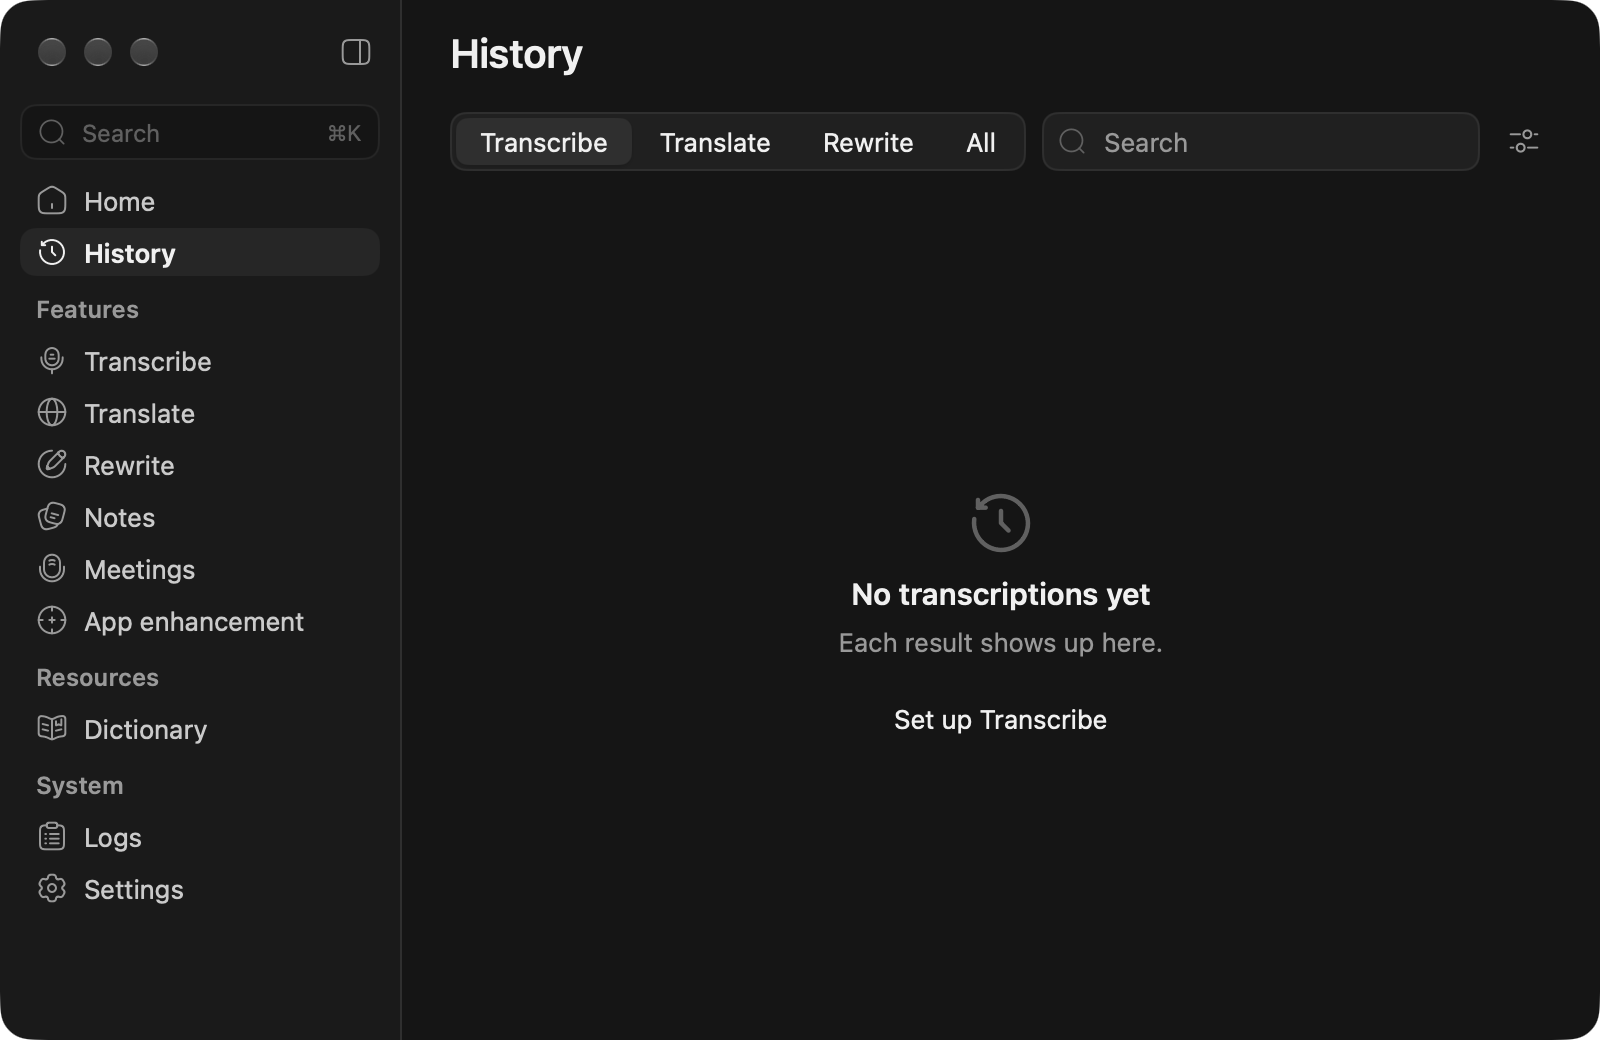 Search ⌘K
Home
History
Features
Transcribe
Translate
Rewrite
Notes
Meetings
App enhancement
Resources
Dictionary
System
Logs
Settings
History
Transcribe Translate Rewrite All Search
No transcriptions yet
Each result shows up here.
Set up Transcribe